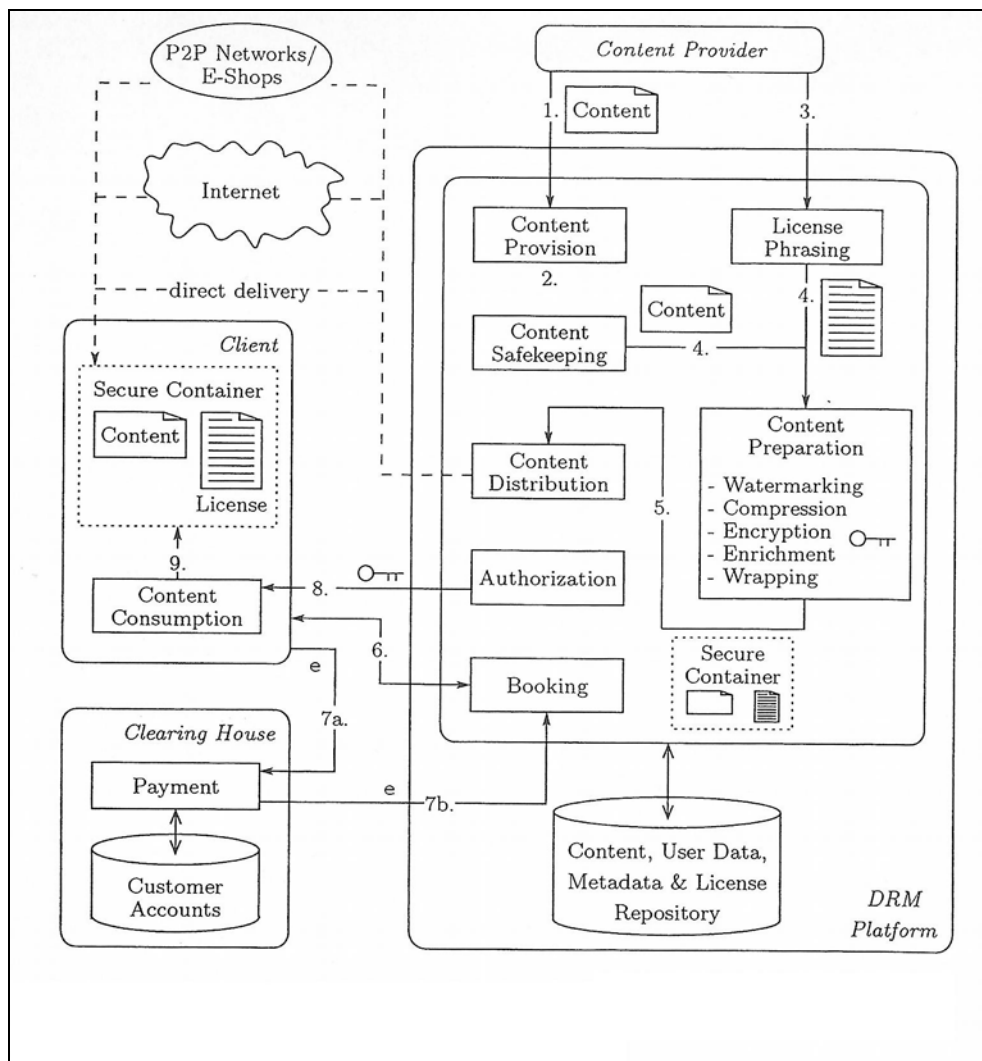 P2P Networks/
E-Shops
Content Provider
1.
Content
3.
Internet
Content
Provision
2.
License
Phrasing
direct delivery
Content
4.
Client
Content
Safekeeping
4.
Secure Container
Content
License
Content
Distribution
5.
Content
Preparation
- Watermarking
- Compression
- Encryption
- Enrichment
- Wrapping
9.
Content
Consumption
8.
Authorization
6.
e
7a.
Booking
Secure
Container
Clearing House
Payment
e
7b.
Customer
Accounts
Content, User Data,
Metadata & License
Repository
DRM
Platform